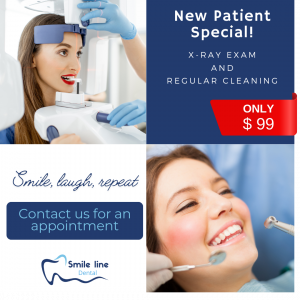 New Patient
Special!
X-RAY EXAM
AND
REGULAR CLEANING
ONLY
$ 99
Smile, laugh, repeat
Contact us for an
appointment
Smile line
Dental